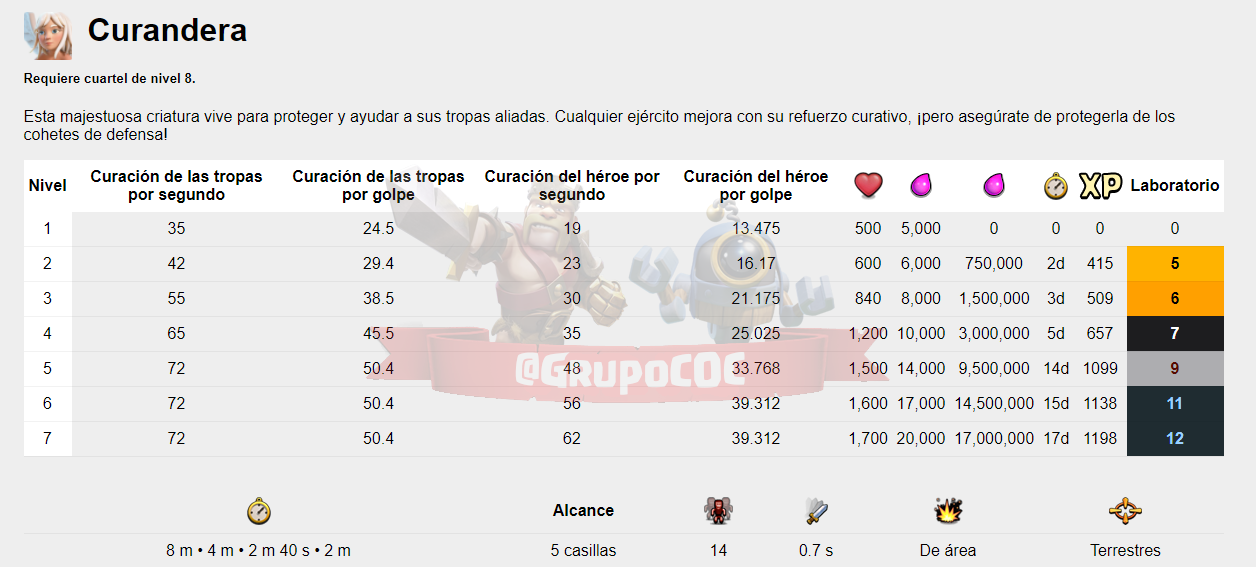 Curandera
Requiere cuartel de nivel 8.
Esta majestuosa criatura vive para proteger y ayudar a sus tropas aliadas. Cualquier ejército mejora con su refuerzo curativo, ¡pero asegúrate de protegerla de los
cohetes de defensa!
Nivel Curación de las tropas por segundo Curación de las tropas por golpe Curación del héroe por segundo Curación del héroe por golpe XP Laboratorio
1 35 24.5 19 13.475 500 5,000 0 0 0 0
2 42 29.4 23 16.17 600 6,000 750,000 2d 415 5
3 55 38.5 30 21.175 840 8,000 1,500,000 3d 509 6
4 65 45.5 35 25.025 1,200 10,000 3,000,000 5d 657 7
5 72 50.4 48 33.768 1,500 14,000 9,500,000 14d 1099 9
6 72 50.4 56 39.312 1,600 17,000 14,500,000 15d 1138 11
7 72 50.4 62 39.312 1,700 20,000 17,000,000 17d 1198 12
@GRUPOCOC
Alcance
8 m • 4 m • 2 m 40 s • 2 m 5 casillas 14 0.7 s De área Terrestres